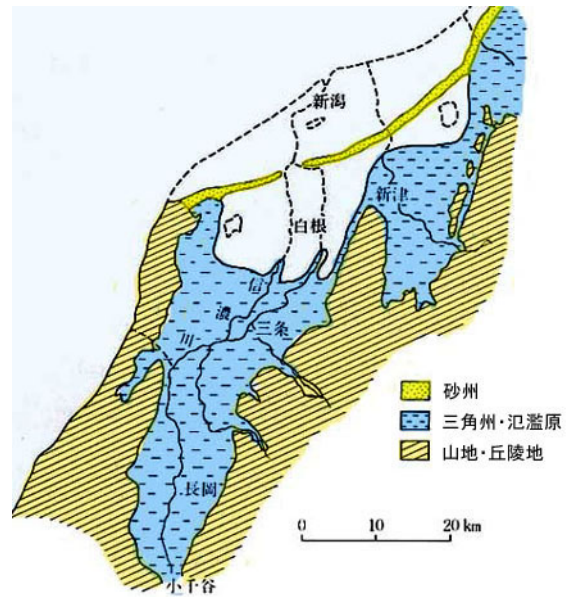 新潟
新津
白根
信
濃
川
三条
長岡
小千谷
砂州
三角州・氾濫原
山地・丘陵地
0 10 20 km